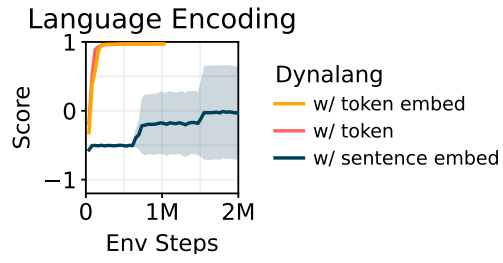 Language Encoding
Score
1
0
−1
0
1M
2M
Env Steps
Dynalang
w/ token embed
w/ token
w/ sentence embed